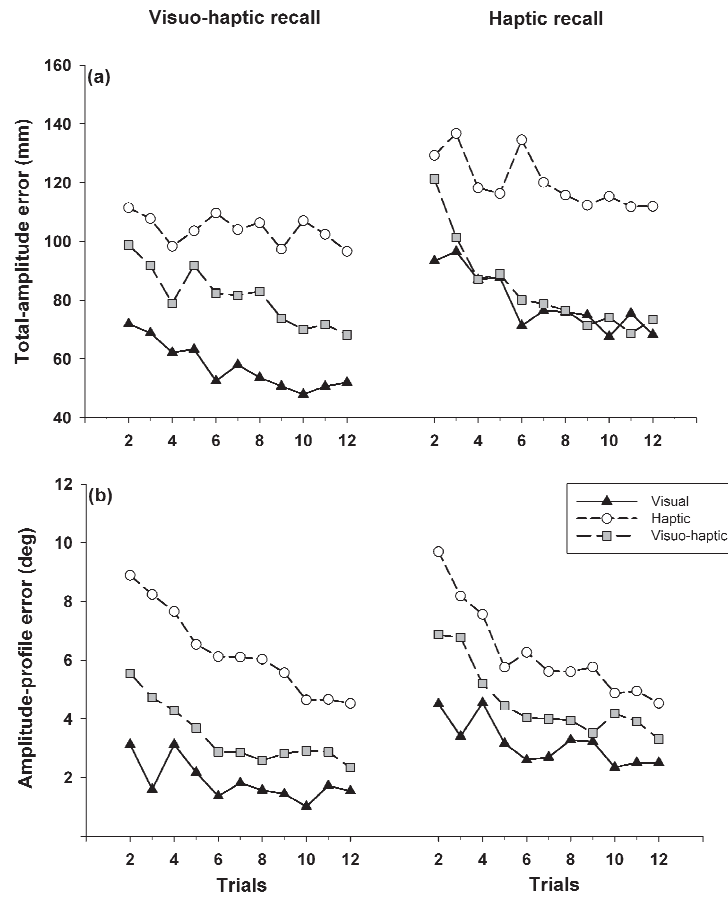 Visuo-haptic recall
Haptic recall
(a)
Total-amplitude error (mm)
160
140
120
100
80
60
40
2 4 6 8 10 12
2 4 6 8 10 12
(b)
Amplitude-profile error (deg)
12
10
8
6
4
2
Visual
Haptic
Visuo-haptic
2 4 6 8 10 12
2 4 6 8 10 12
Trials
Trials